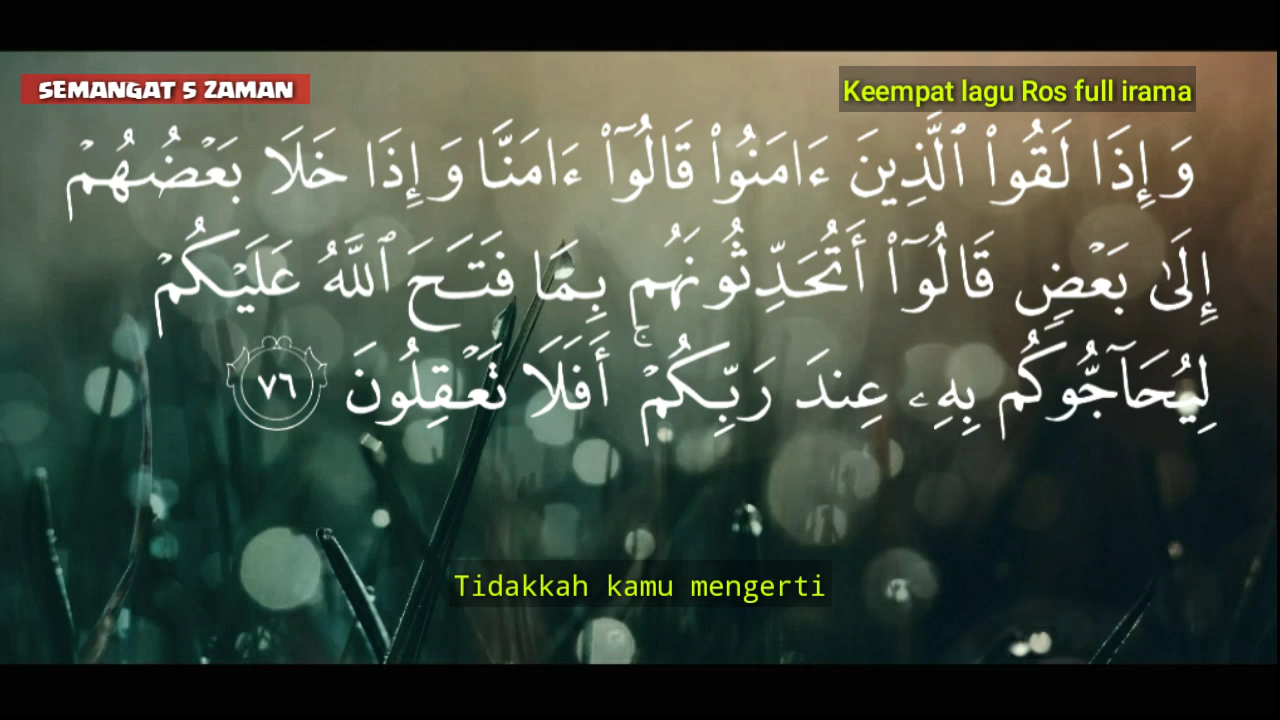 SEMANGAT 5 ZAMAN
Keempat lagu Ros full irama
وَإِذَا لَقُواْ ٱلَّذِينَ ءَامَنُواْ قَالُوٓاْ ءَامَنَّا وَإِذَا خَلَا بَعۡضُهُمۡ
إِلَىٰ بَعۡضٖ قَالُوٓاْ أَتُحَدِّثُونَهُم بِمَا فَتَحَ ٱللَّهُ عَلَيۡكُمۡ
لِيُحَآجُّوكُم بِهِۦ عِندَ رَبِّكُمۡۚ أَفَلَا تَعۡقِلُونَ ٧٦
Tidakkah kamu mengerti